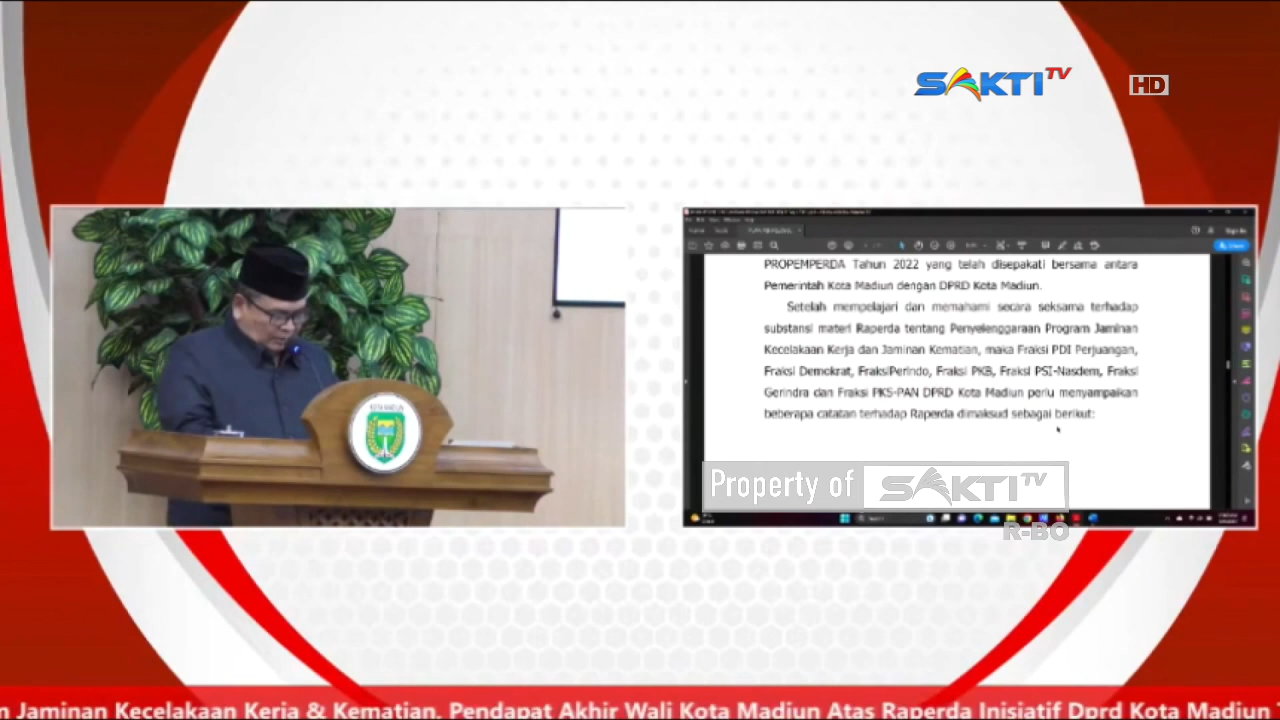 SAKTI TV
HD
KOTA MADIUN
PROPEMPERDA Tahun 2022 yang telah disepakati bersama antara
Pemerintah Kota Madiun dengan DPRD Kota Madiun.
Setelah mempelajari dan memahami secara seksama terhadap
substansi materi Raperda tentang Penyelenggaraan Program Jaminan
Kecelakaan Kerja dan Jaminan Kematian, maka Fraksi PDI Perjuangan,
Fraksi Demokrat, FraksiPerindo, Fraksi PKB, Fraksi PSI-Nasdem, Fraksi
Gerindra dan Fraksi PKS-PAN DPRD Kota Madiun perlu menyampaikan
beberapa catatan terhadap Raperda dimaksud sebagai berikut:
Property of SAKTI TV
R-BO
Jaminan Kecelakaan Kerja & Kematian, Pendapat Akhir Wali Kota Madiun Atas Raperda Inisiatif Dprd Kota Madiun